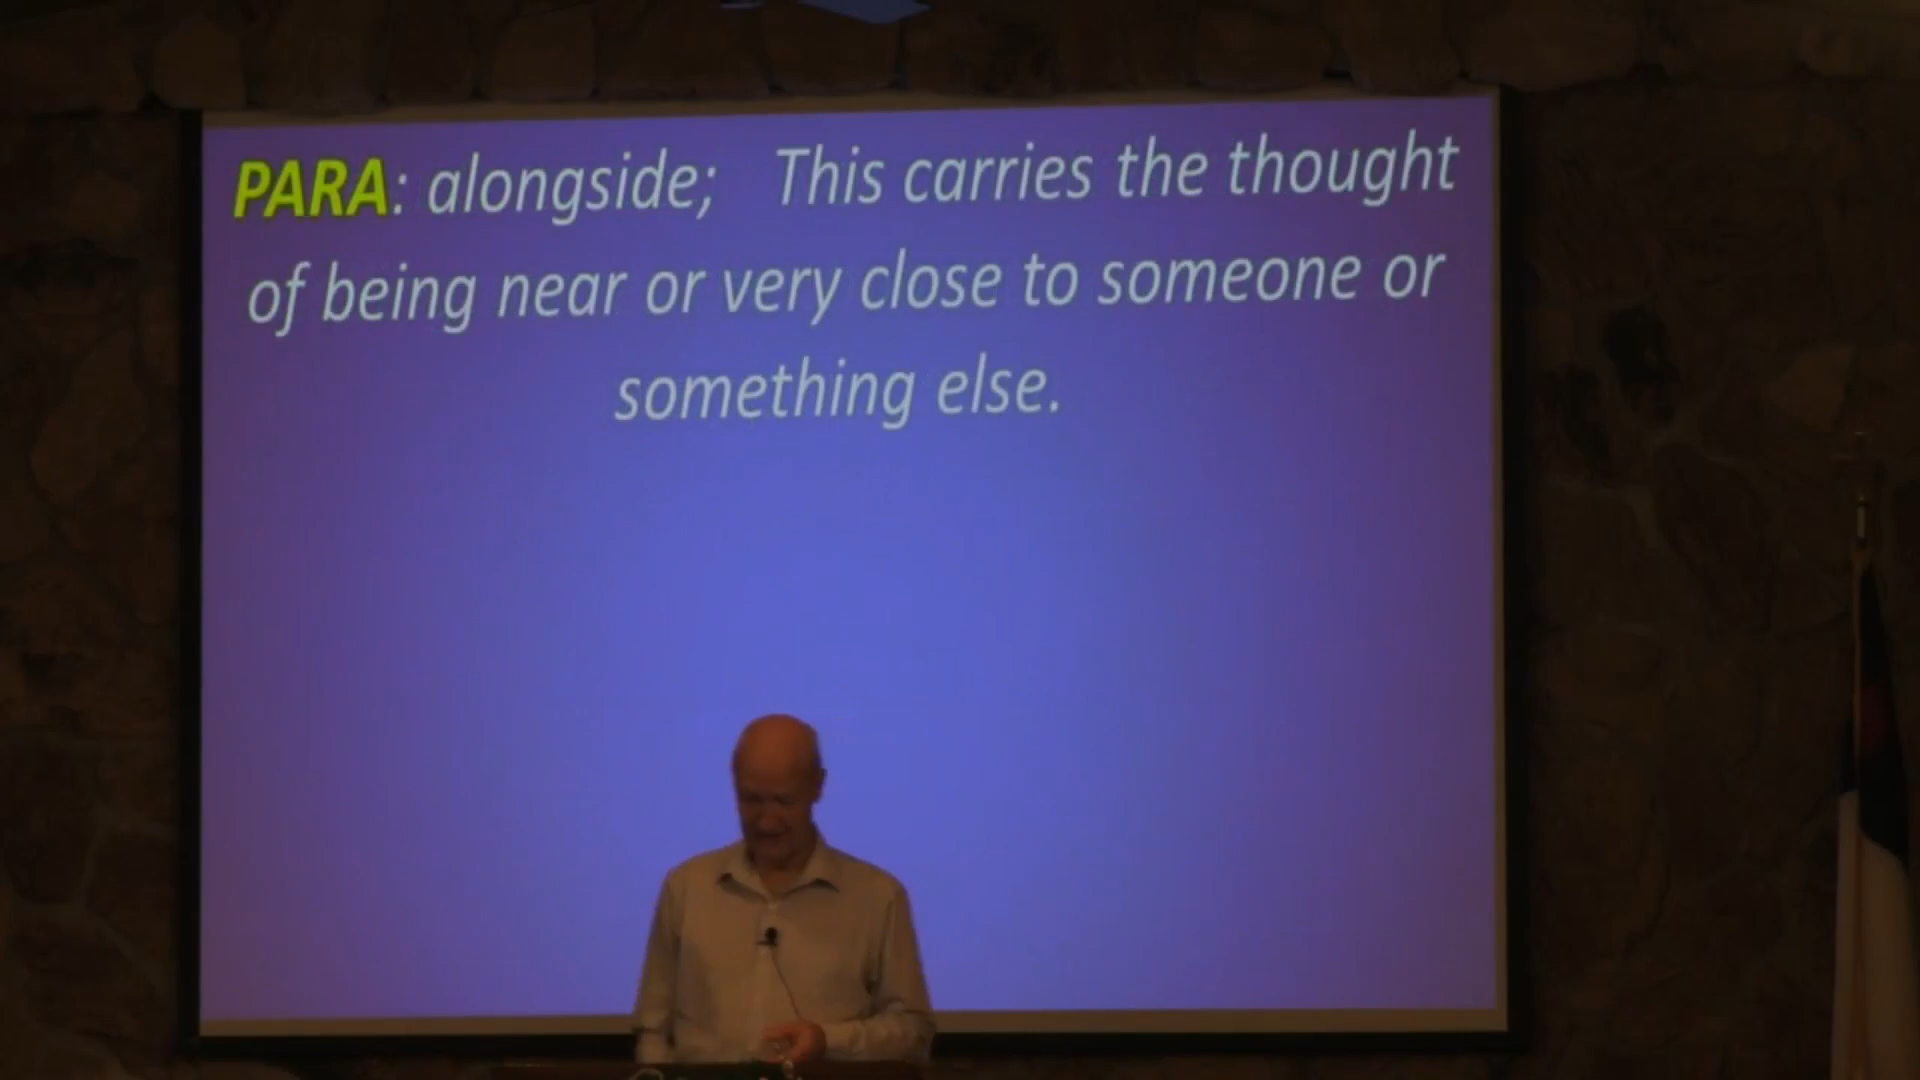 PARA: alongside; This carries the thought
of being near or very close to someone or
something else.